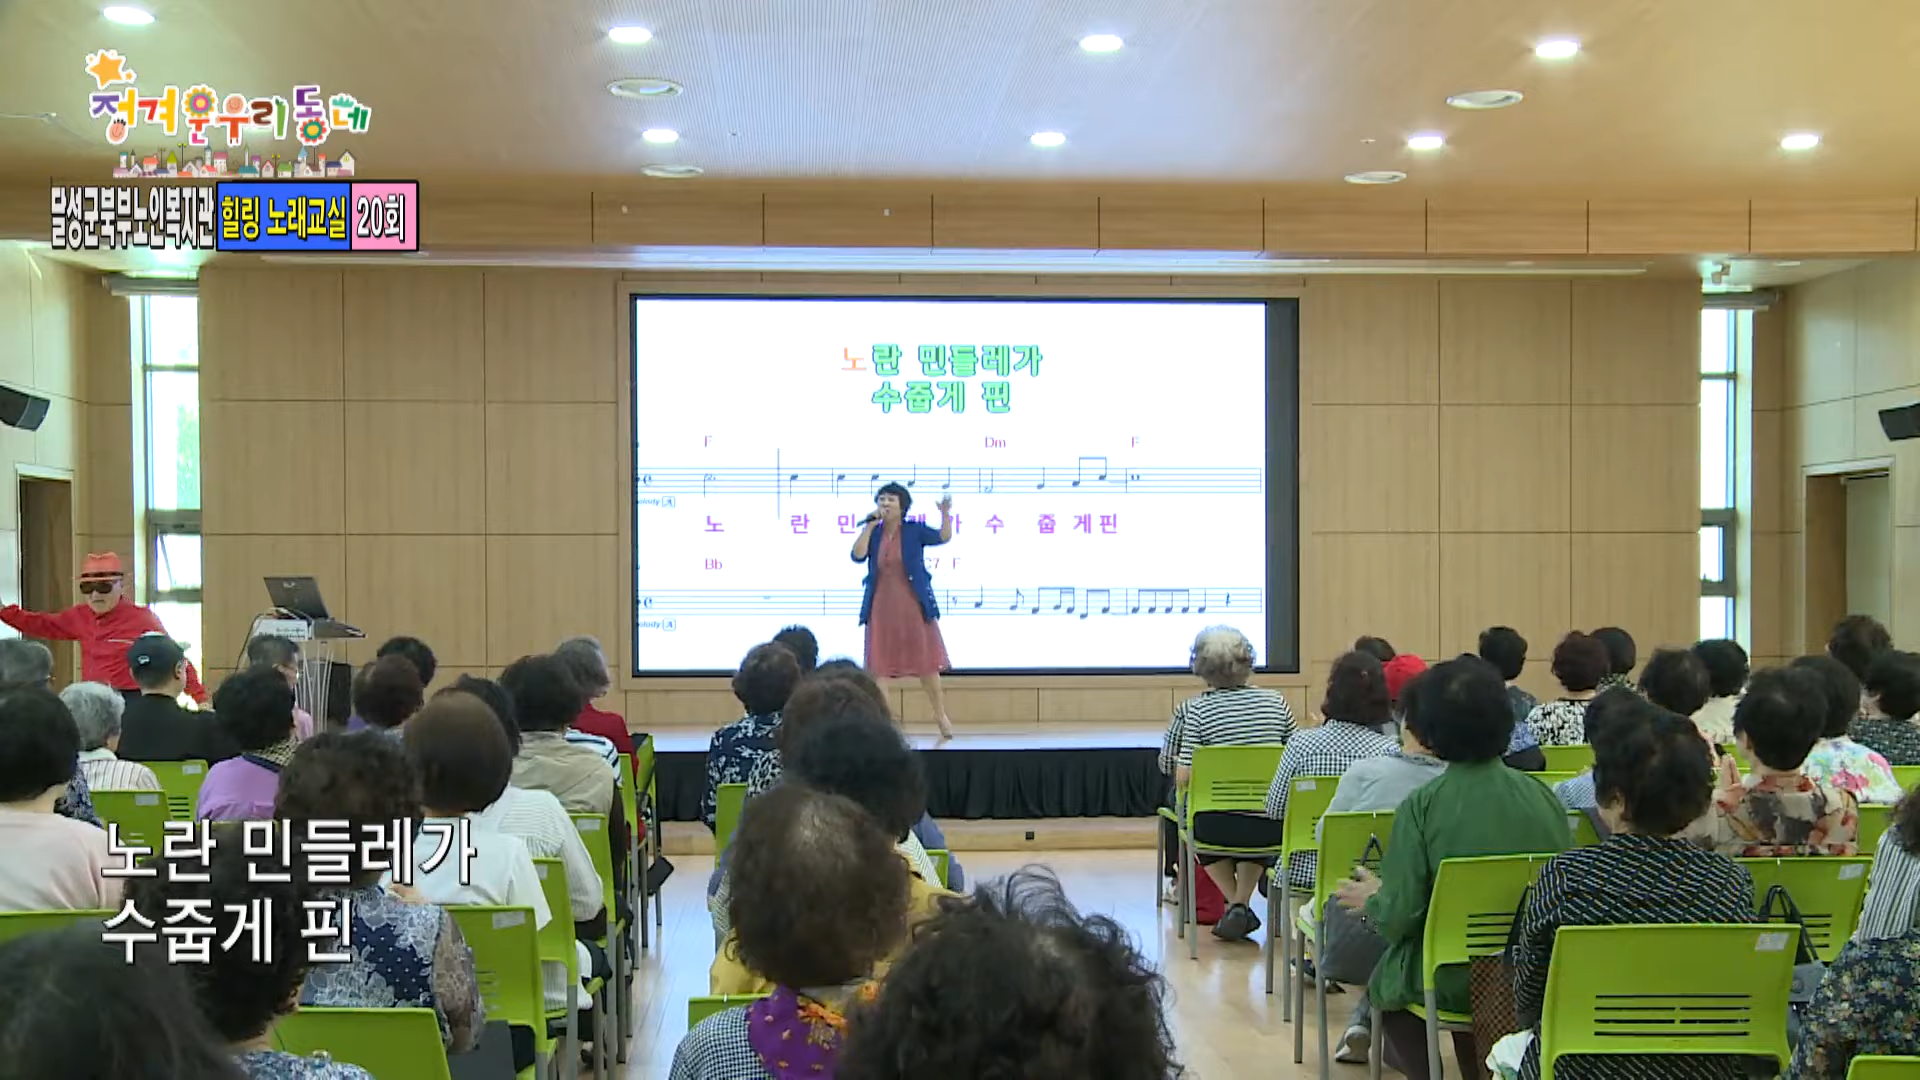 정겨운우리동네
달성군북부노인복지관 힐링 노래교실 20회
노란 민들레가
수줍게 핀
F Dm F
노 란 민 가 수 줍 게 핀
Bb C7 F
노란 민들레가
수줍게 핀